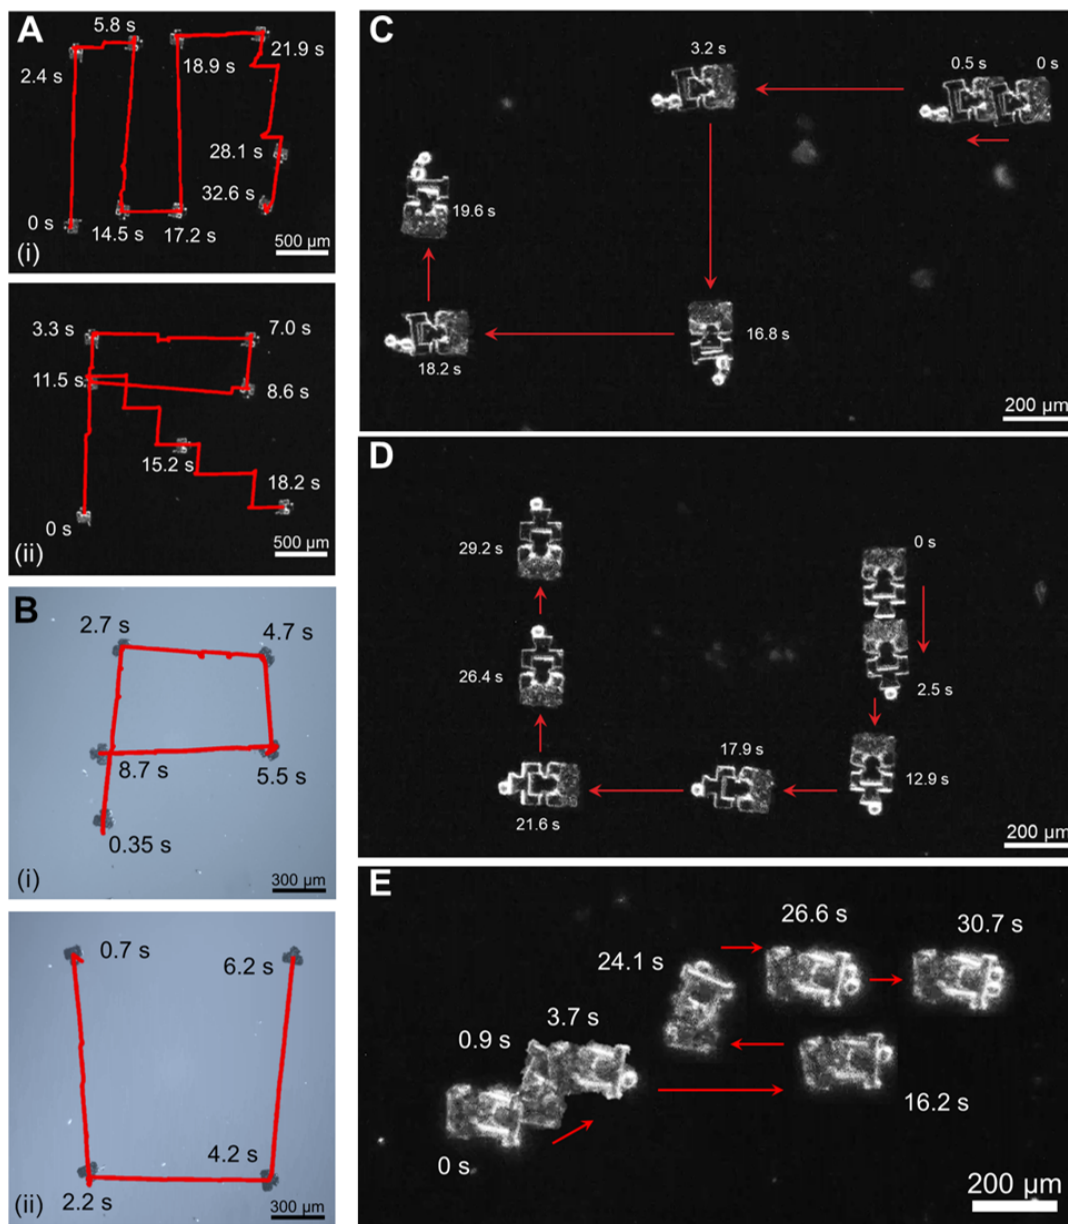 A
5.8 s
2.4 s
18.9 s
21.9 s
28.1 s
32.6 s
0 s
14.5 s
17.2 s
500 µm
(i)
3.3 s
7.0 s
11.5 s
8.6 s
15.2 s
18.2 s
0 s
500 µm
(ii)
B
2.7 s
4.7 s
8.7 s
5.5 s
0.35 s
300 µm
(i)
0.7 s
6.2 s
4.2 s
2.2 s
300 µm
(ii)
C
3.2 s
0.5 s
0 s
19.6 s
16.8 s
18.2 s
200 µm
D
0 s
29.2 s
26.4 s
2.5 s
17.9 s
12.9 s
21.6 s
200 µm
E
26.6 s
30.7 s
24.1 s
3.7 s
0.9 s
16.2 s
0 s
200 µm